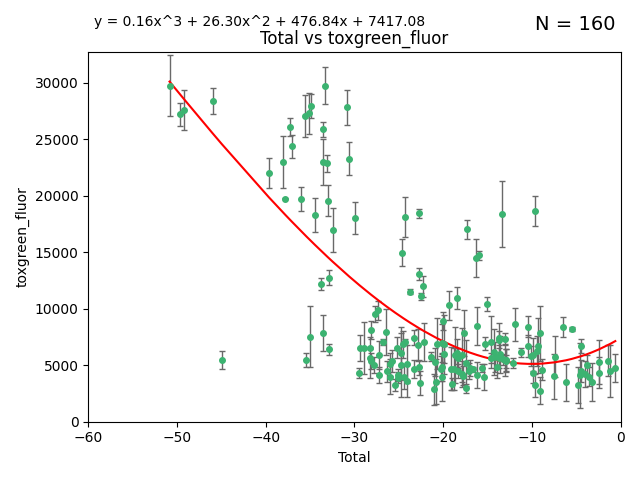 y = 0.16x^3 + 26.30x^2 + 476.84x + 7417.08
N = 160
Total vs toxgreen_fluor
30000
25000
20000
15000
10000
5000
0
toxgreen_fluor
−60
−50
−40
−30
−20
−10
0
Total